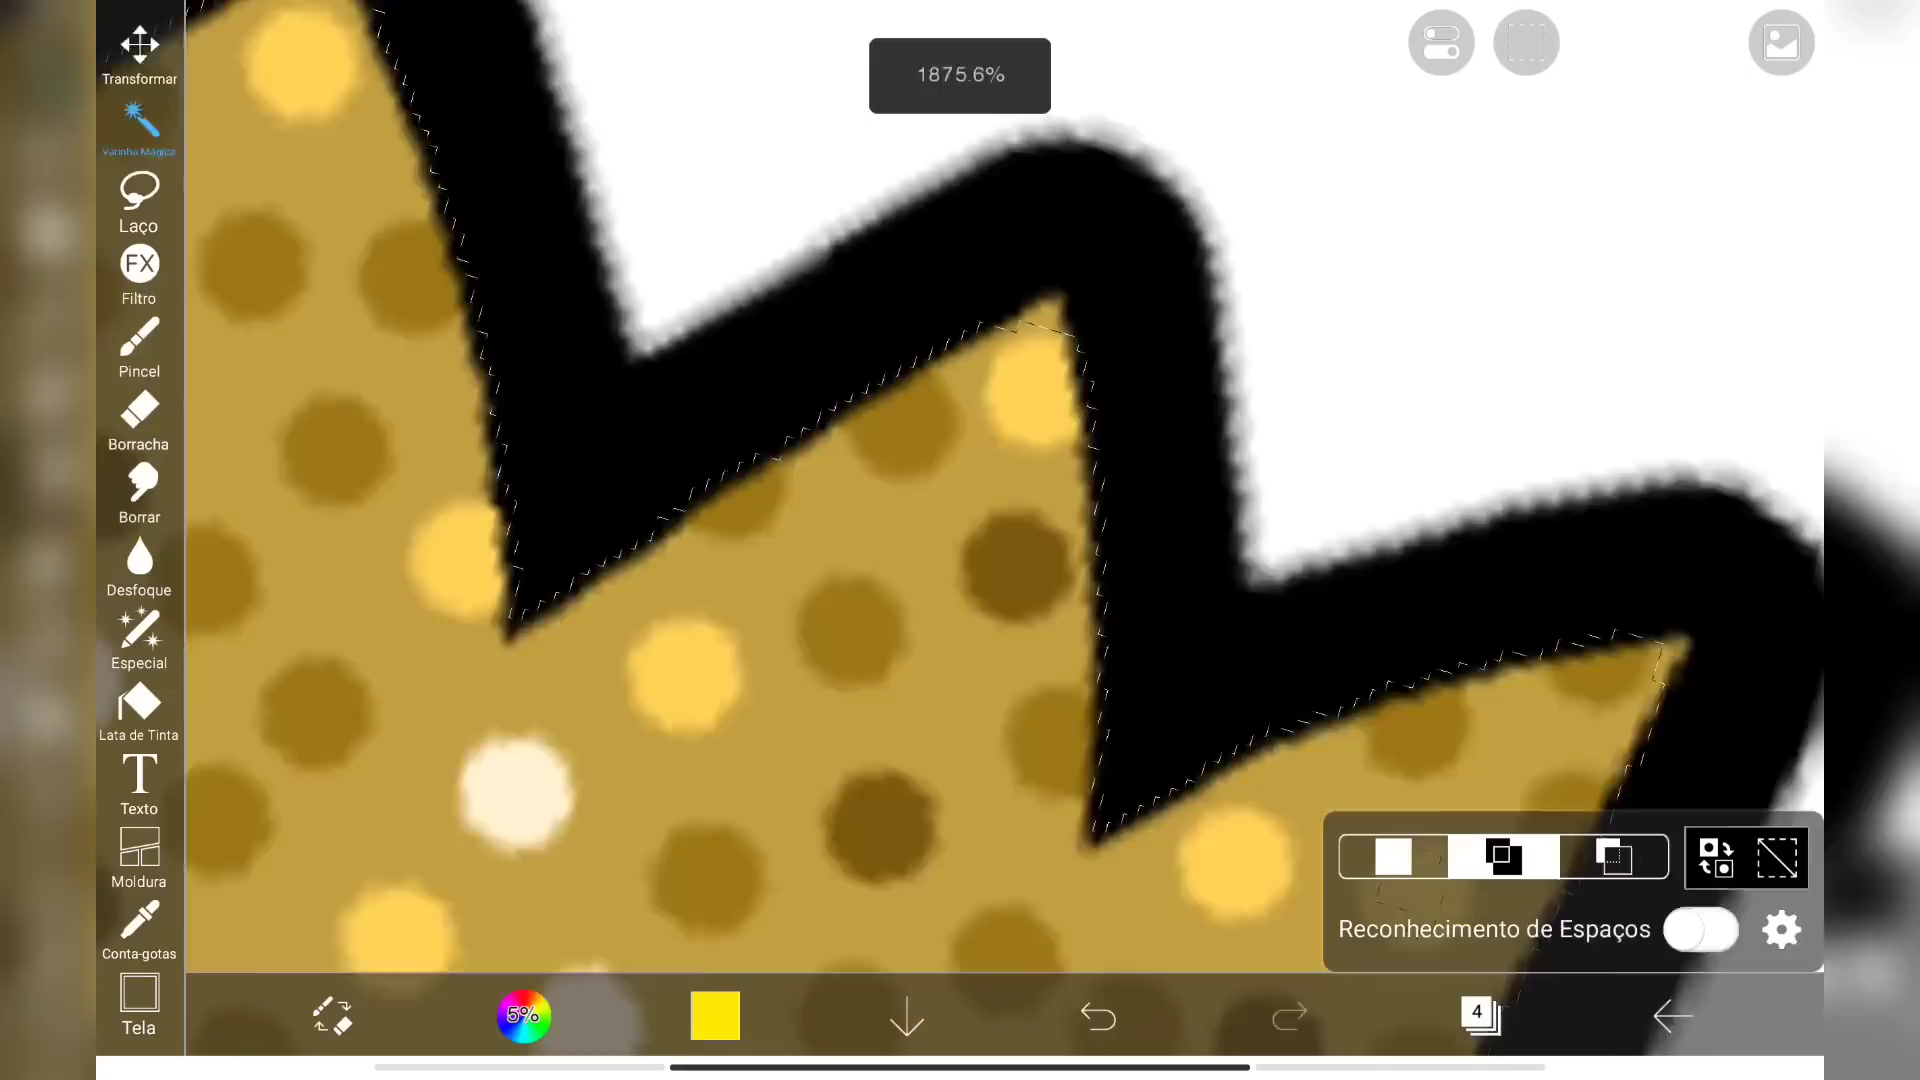 1875.6%
Transformar
Varinha Mágica
Laço
FX
Filtro
Pincel
Borracha
Borrar
Desfoque
Especial
Lata de Tinta
T
Texto
Moldura
Conta-gotas
Tela
Reconhecimento de Espaços
5%
4